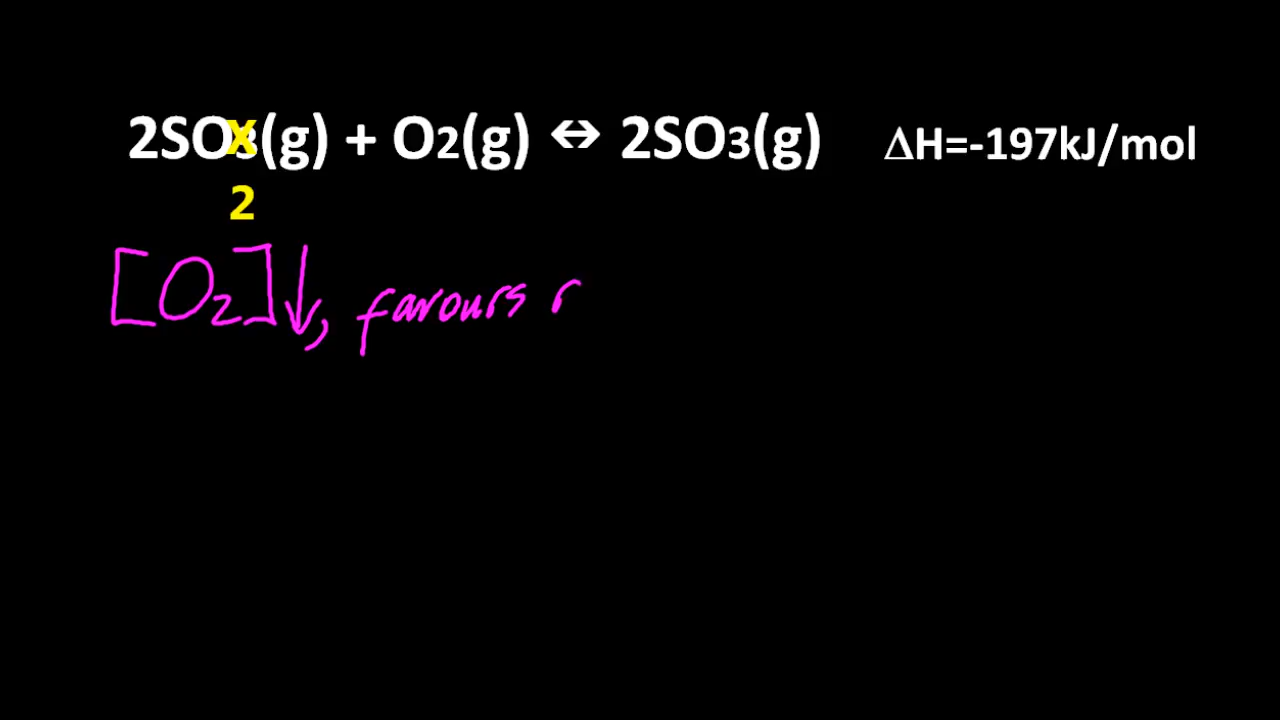 2SO3(g) + O2(g) ↔ 2SO3(g) ΔH=-197kJ/mol
X
2
[O2]↓, favours r